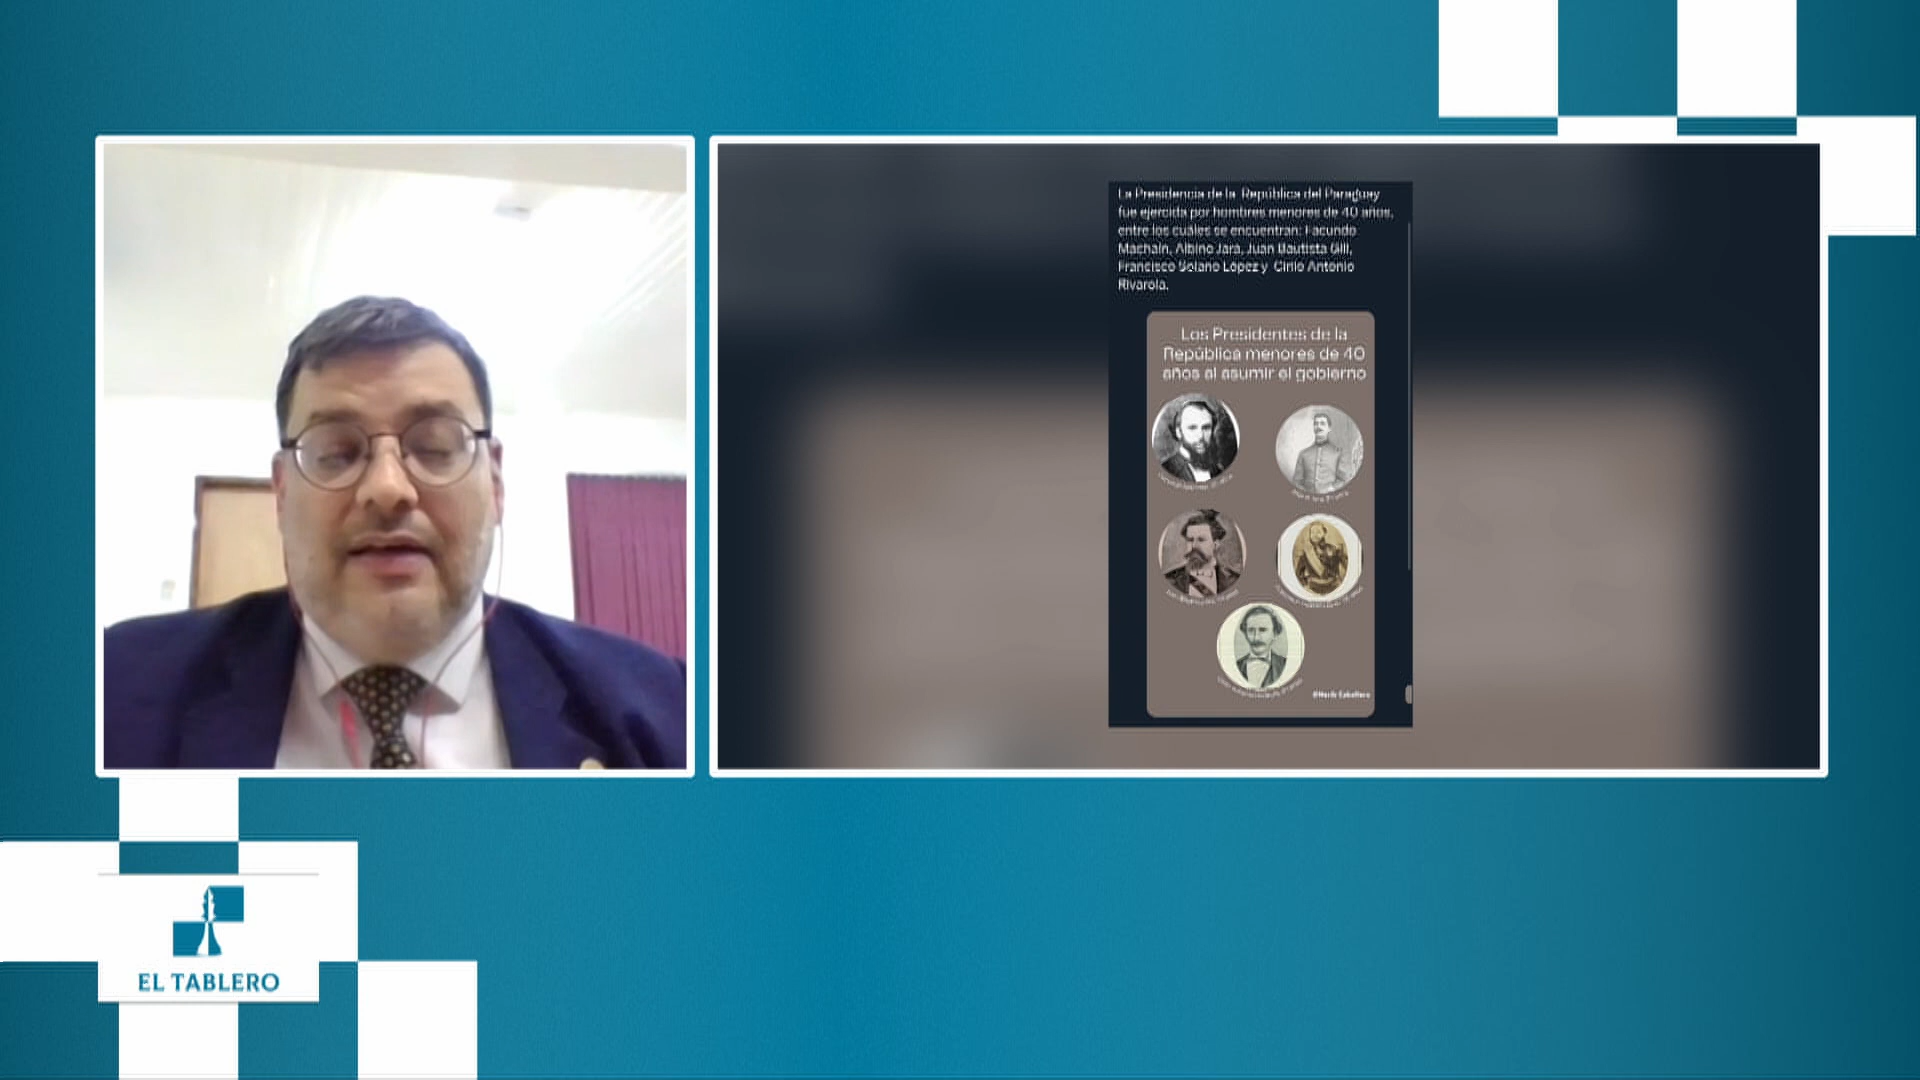 La Presidencia de la República del Paraguay
fue ejercida por hombres menores de 40 años,
entre los cuáles se encuentran: Facundo
Machaín, Albino Jara, Juan Bautista Gill,
Francisco Solano López y Cirilo Antonio
Rivarola.
Los Presidentes de la
República menores de 40
años al asumir el gobierno
EL TABLERO